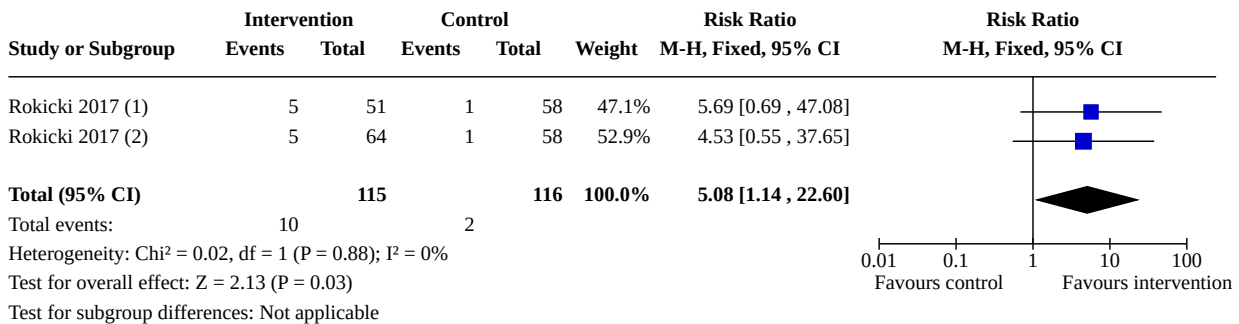 Intervention Control Risk Ratio Risk Ratio
Study or Subgroup Events Total Events Total Weight M-H, Fixed, 95% CI M-H, Fixed, 95% CI
Rokicki 2017 (1) 5 51 1 58 47.1% 5.69 [0.69 , 47.08]
Rokicki 2017 (2) 5 64 1 58 52.9% 4.53 [0.55 , 37.65]
Total (95% CI) 115 116 100.0% 5.08 [1.14 , 22.60]
Total events: 10 2
Heterogeneity: Chi² = 0.02, df = 1 (P = 0.88); I² = 0%
Test for overall effect: Z = 2.13 (P = 0.03)
Test for subgroup differences: Not applicable
0.01 0.1 1 10 100
Favours control Favours intervention